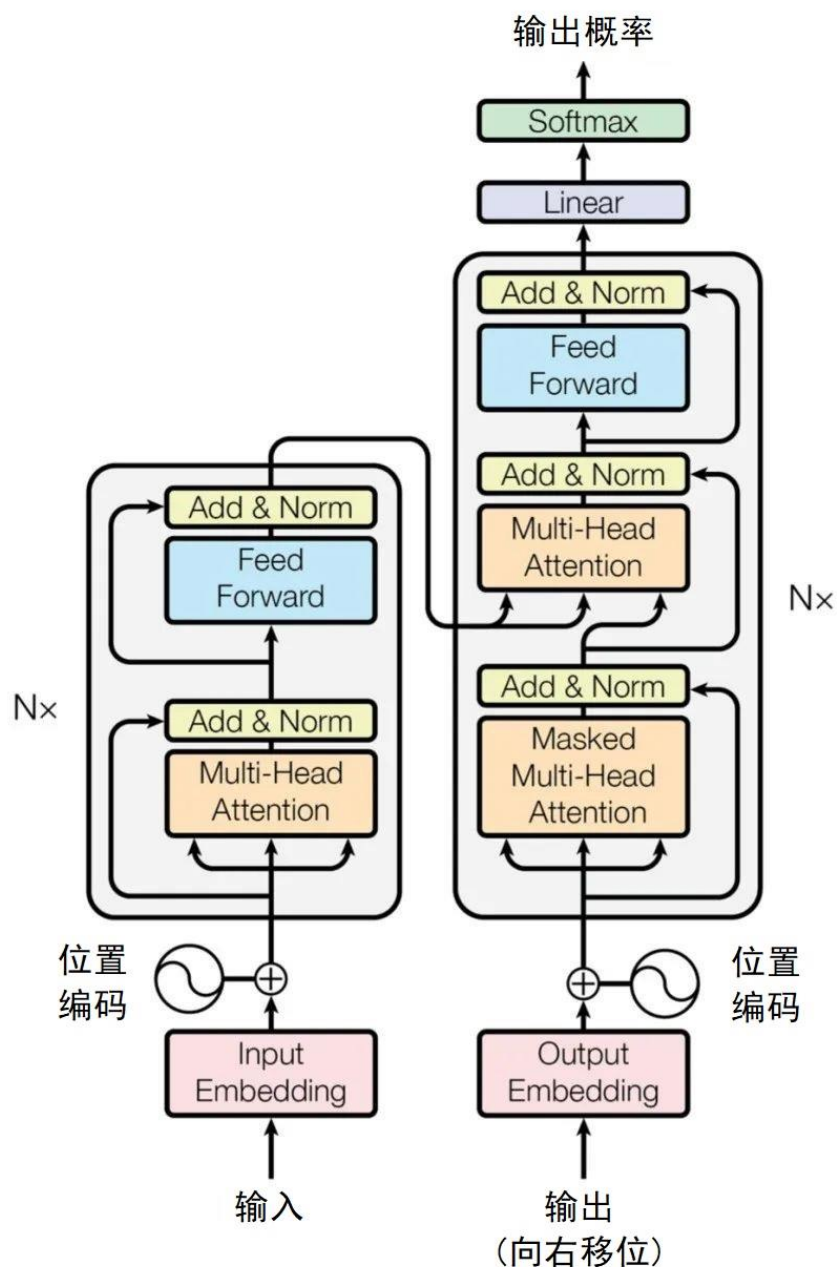 输出概率
Softmax
Linear
Add & Norm
Feed
Forward
Add & Norm
Multi-Head
Attention
Add & Norm
Masked
Multi-Head
Attention
N×
Add & Norm
Feed
Forward
Add & Norm
Multi-Head
Attention
N×
位置
编码
位置
编码
Input
Embedding
Output
Embedding
输入
输出
(向右移位)